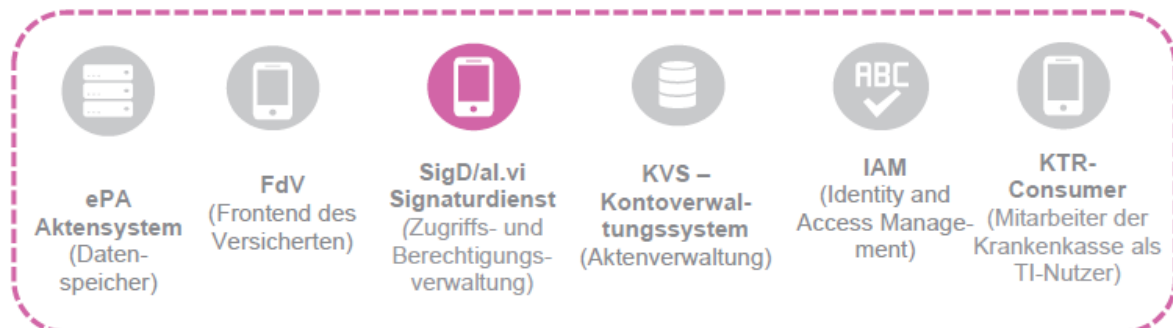 ABC
ePA
Aktensystem
(Daten-
speicher)
FdV
(Frontend des
Versicherten)
SigD/al.vi
Signaturdienst
(Zugriffs- und
Berechtigungs-
verwaltung)
KVS –
Kontoverwal-
tungssystem
(Aktenverwaltung)
IAM
(Identity and
Access Manage-
ment)
KTR-
Consumer
(Mitarbeiter der
Krankenkasse als
TI-Nutzer)